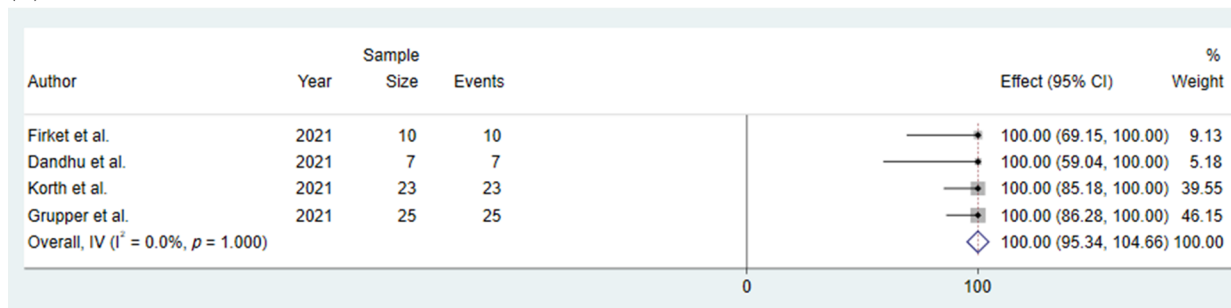 Sample %
Author Year Size Events Effect (95% CI) Weight
Firket et al. 2021 10 10 100.00 (69.15, 100.00) 9.13
Dandhu et al. 2021 7 7 100.00 (59.04, 100.00) 5.18
Korth et al. 2021 23 23 100.00 (85.18, 100.00) 39.55
Grupper et al. 2021 25 25 100.00 (86.28, 100.00) 46.15
Overall, IV (I² = 0.0%, p = 1.000) 100.00 (95.34, 104.66) 100.00
0 100